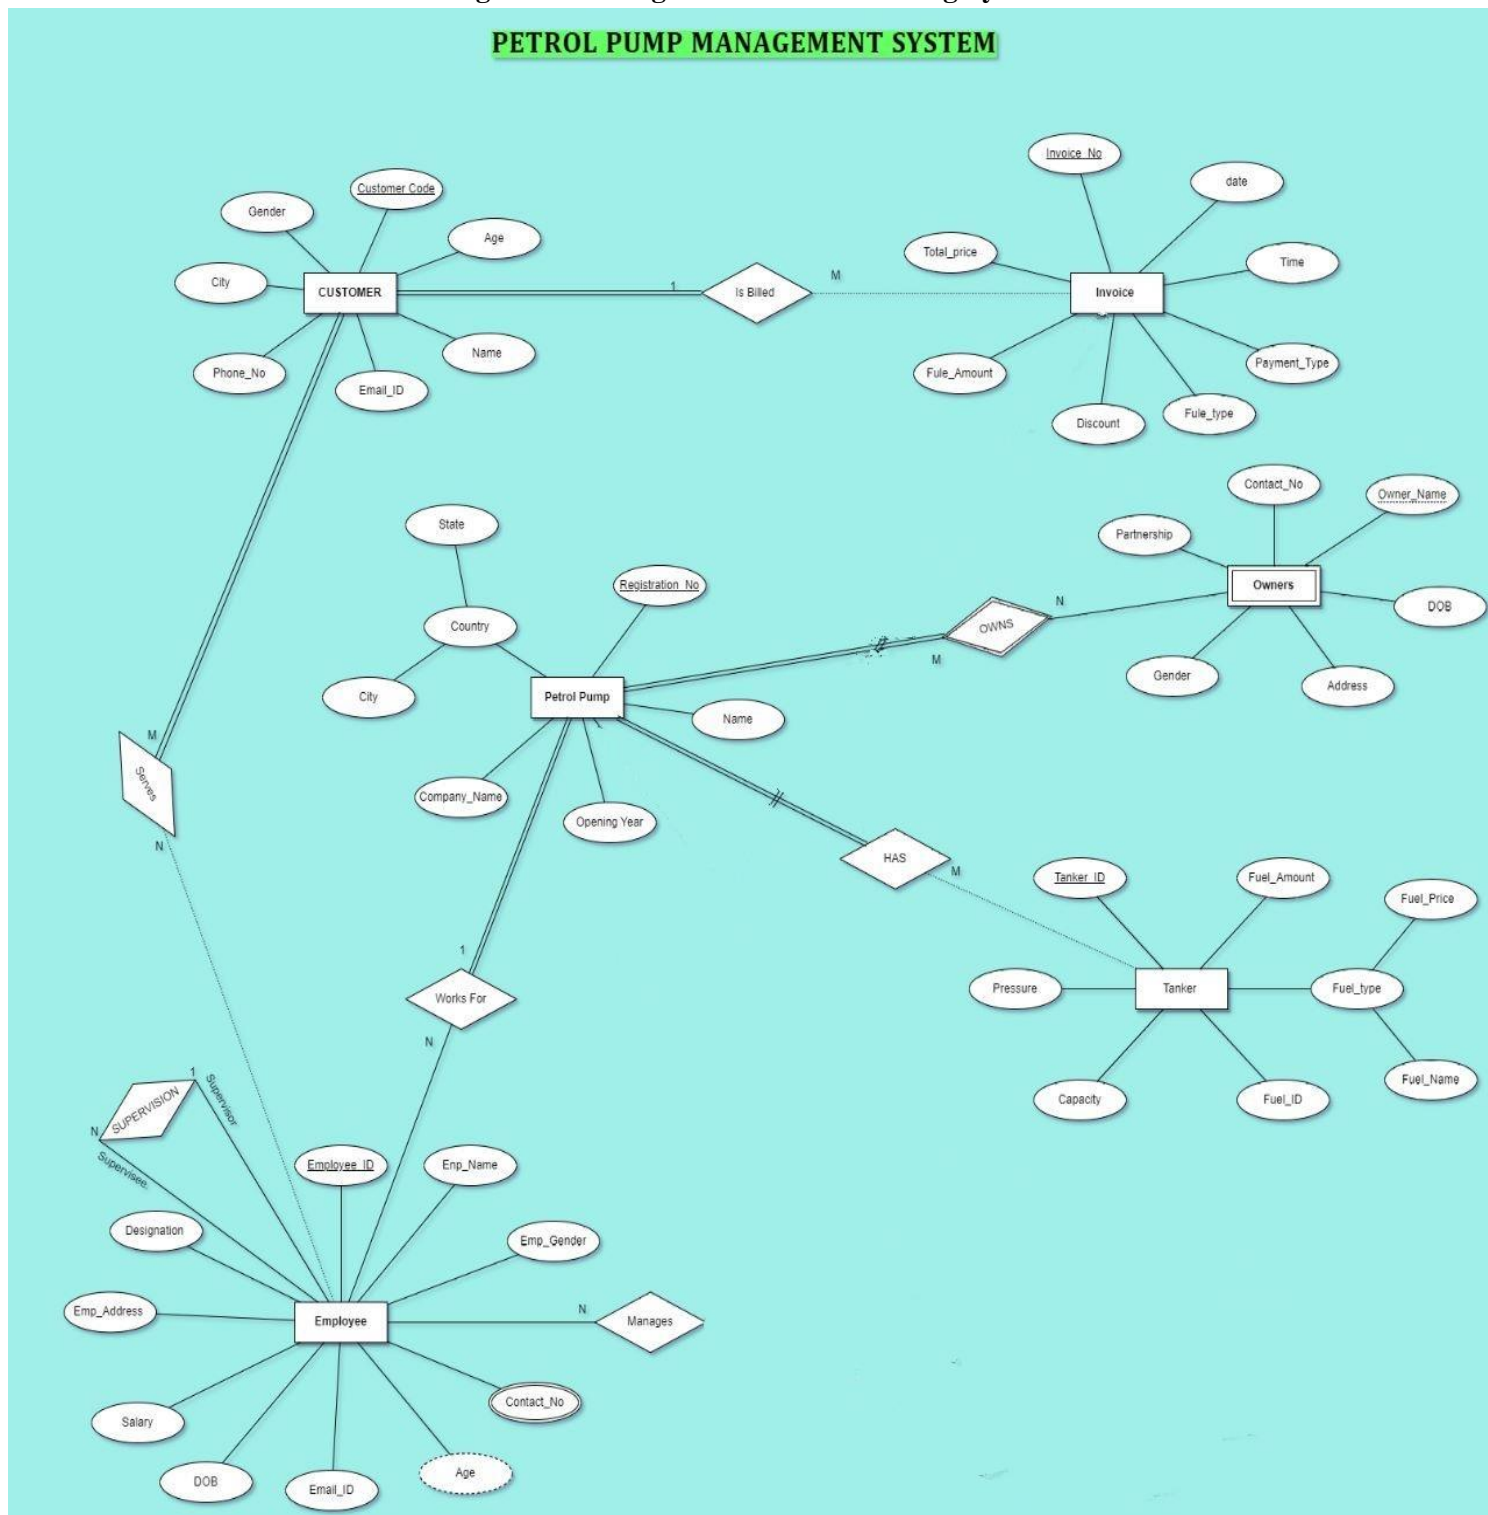 PETROL PUMP MANAGEMENT SYSTEM
Invoice_No
Customer Code
date
Gender
Age
Total_price
Time
City
CUSTOMER
1
Is Billed
M
Invoice
Phone_No
Email_ID
Name
Fule_Amount
Payment_Type
Discount
Fule_type
Contact_No
Owner_Name
State
Partnership
Registration_No
Owners
Country
OWNS
N
M
DOB
City
Petrol Pump
Name
Gender
Address
M
Serves
N
Company_Name
Opening Year
HAS
M
Tanker_ID
Fuel_Amount
Fuel_Price
1
Works For
N
Pressure
Tanker
Fuel_type
Capacity
Fuel_ID
Fuel_Name
1
SUPERVISION
Supervisor
N
Supervisee.
Employee_ID
Enp_Name
Designation
Emp_Gender
Emp_Address
Employee
N
Manages
Contact_No
Salary
DOB
Email_ID
Age